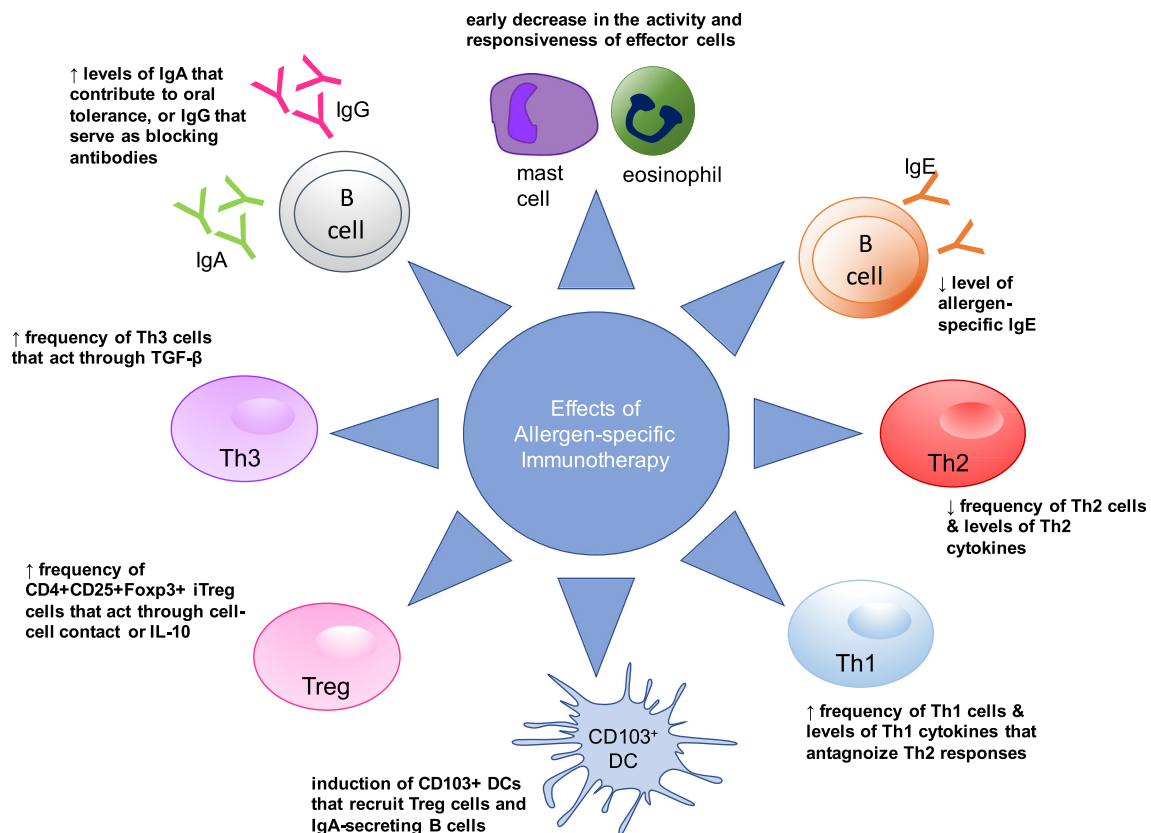 early decrease in the activity and
responsiveness of effector cells
mast
cell
eosinophil
↑ levels of IgA that
contribute to oral
tolerance, or IgG that
serve as blocking
antibodies
IgG
B
cell
IgA
IgE
B
cell
↓ level of
allergen-
specific IgE
↑ frequency of Th3 cells
that act through TGF-β
Th3
Effects of
Allergen-specific
Immunotherapy
Th2
↓ frequency of Th2 cells
& levels of Th2
cytokines
↑ frequency of
CD4+CD25+Foxp3+ iTreg
cells that act through cell-
cell contact or IL-10
Treg
Th1
↑ frequency of Th1 cells &
levels of Th1 cytokines that
antagnoize Th2 responses
CD103⁺
DC
induction of CD103+ DCs
that recruit Treg cells and
IgA-secreting B cells